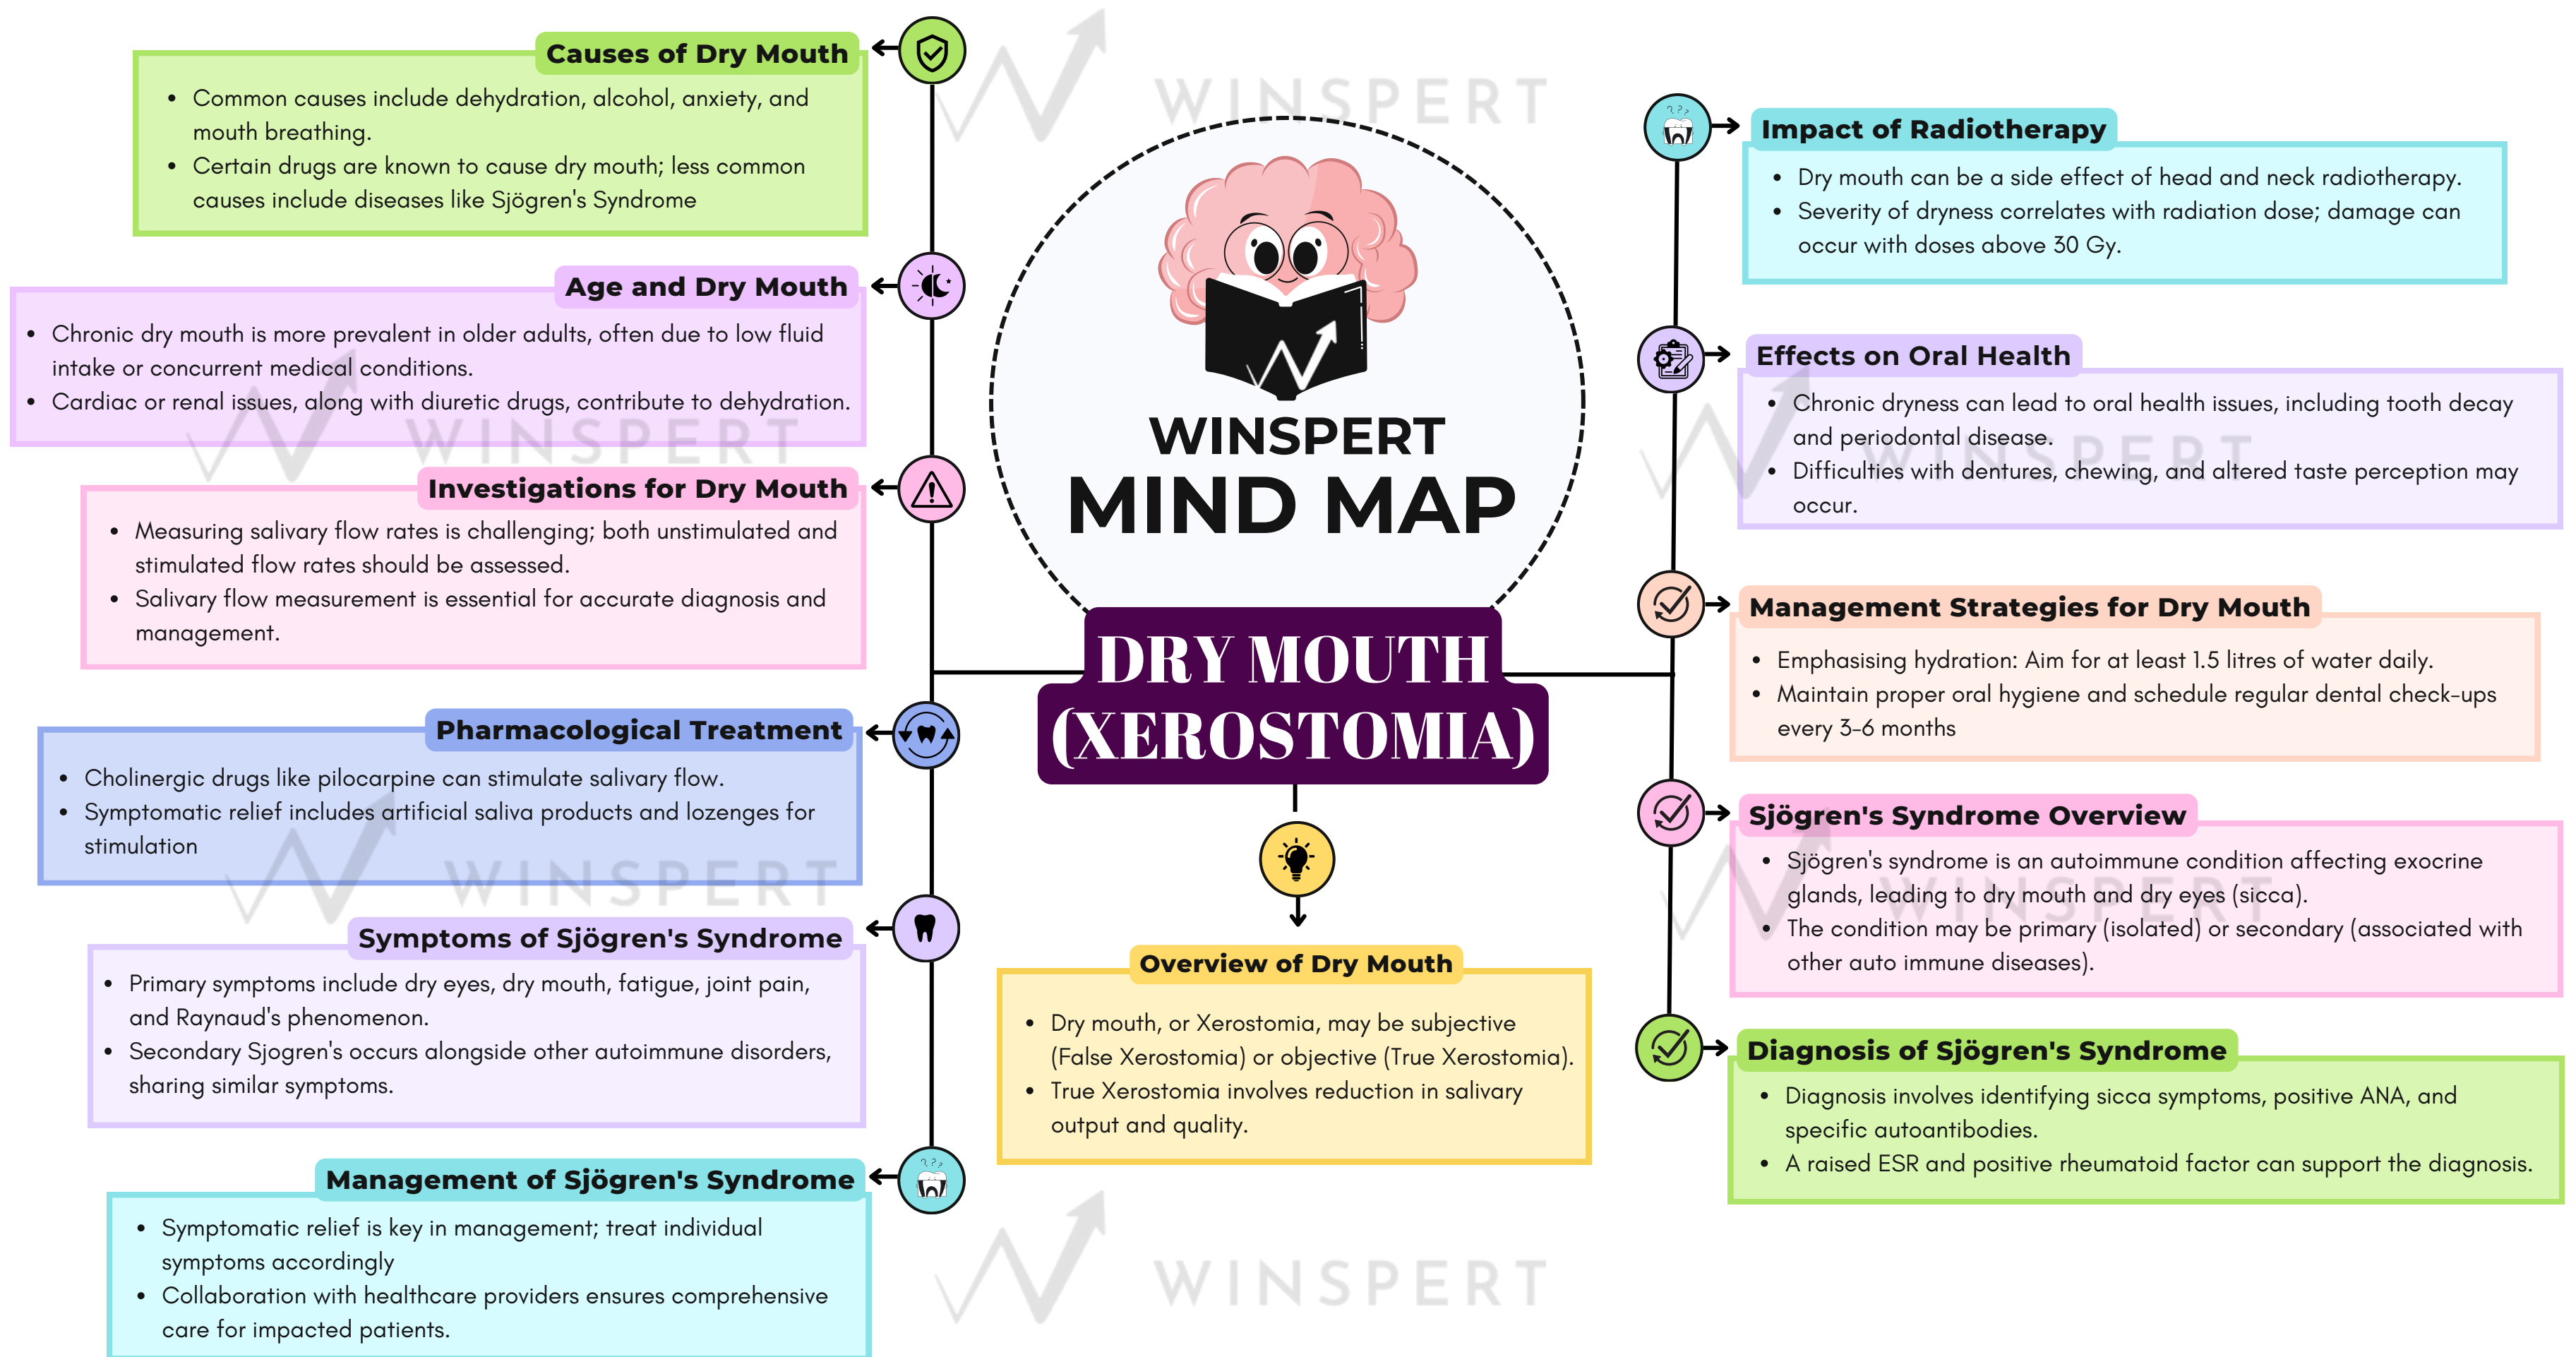 Causes of Dry Mouth
• Common causes include dehydration, alcohol, anxiety, and
mouth breathing.
• Certain drugs are known to cause dry mouth; less common
causes include diseases like Sjögren's Syndrome
Age and Dry Mouth
• Chronic dry mouth is more prevalent in older adults, often due to low fluid
intake or concurrent medical conditions.
• Cardiac or renal issues, along with diuretic drugs, contribute to dehydration.
Investigations for Dry Mouth
• Measuring salivary flow rates is challenging; both unstimulated and
stimulated flow rates should be assessed.
• Salivary flow measurement is essential for accurate diagnosis and
management.
Pharmacological Treatment
• Cholinergic drugs like pilocarpine can stimulate salivary flow.
• Symptomatic relief includes artificial saliva products and lozenges for
stimulation
Symptoms of Sjögren's Syndrome
• Primary symptoms include dry eyes, dry mouth, fatigue, joint pain,
and Raynaud's phenomenon.
• Secondary Sjogren's occurs alongside other autoimmune disorders,
sharing similar symptoms.
Management of Sjögren's Syndrome
• Symptomatic relief is key in management; treat individual
symptoms accordingly
• Collaboration with healthcare providers ensures comprehensive
care for impacted patients.
WINSPERT
WINSPERT
MIND MAP
DRY MOUTH
(XEROSTOMIA)
Overview of Dry Mouth
• Dry mouth, or Xerostomia, may be subjective
(False Xerostomia) or objective (True Xerostomia).
• True Xerostomia involves reduction in salivary
output and quality.
WINSPERT
Impact of Radiotherapy
• Dry mouth can be a side effect of head and neck radiotherapy.
• Severity of dryness correlates with radiation dose; damage can
occur with doses above 30 Gy.
Effects on Oral Health
• Chronic dryness can lead to oral health issues, including tooth decay
and periodontal disease.
• Difficulties with dentures, chewing, and altered taste perception may
occur.
Management Strategies for Dry Mouth
• Emphasising hydration: Aim for at least 1.5 litres of water daily.
• Maintain proper oral hygiene and schedule regular dental check-ups
every 3-6 months
Sjögren's Syndrome Overview
• Sjögren's syndrome is an autoimmune condition affecting exocrine
glands, leading to dry mouth and dry eyes (sicca).
• The condition may be primary (isolated) or secondary (associated with
other auto immune diseases).
Diagnosis of Sjögren's Syndrome
• Diagnosis involves identifying sicca symptoms, positive ANA, and
specific autoantibodies.
• A raised ESR and positive rheumatoid factor can support the diagnosis.
WINSPERT
WINSPERT
WINSPERT
WINSPERT